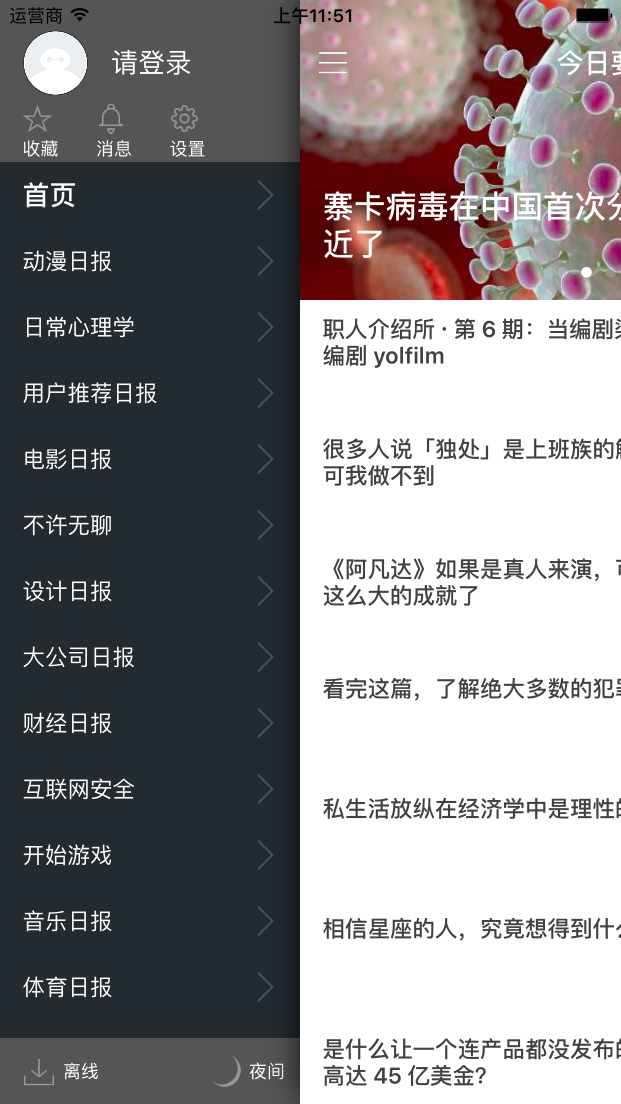 运营商
上午11:51
请登录
收藏
消息
设置
首页
动漫日报
日常心理学
用户推荐日报
电影日报
不许无聊
设计日报
大公司日报
财经日报
互联网安全
开始游戏
音乐日报
体育日报
离线
夜间
今日要
寨卡病毒在中国首次分
近了
职人介绍所 · 第 6 期：当编剧
编剧 yolfilm
很多人说「独处」是上班族的
可我做不到
《阿凡达》如果是真人来演，
这么大的成就了
看完这篇，了解绝大多数的犯
私生活放纵在经济学中是理性
相信星座的人，究竟想得到什
是什么让一个连产品都没发布
高达 45 亿美金?